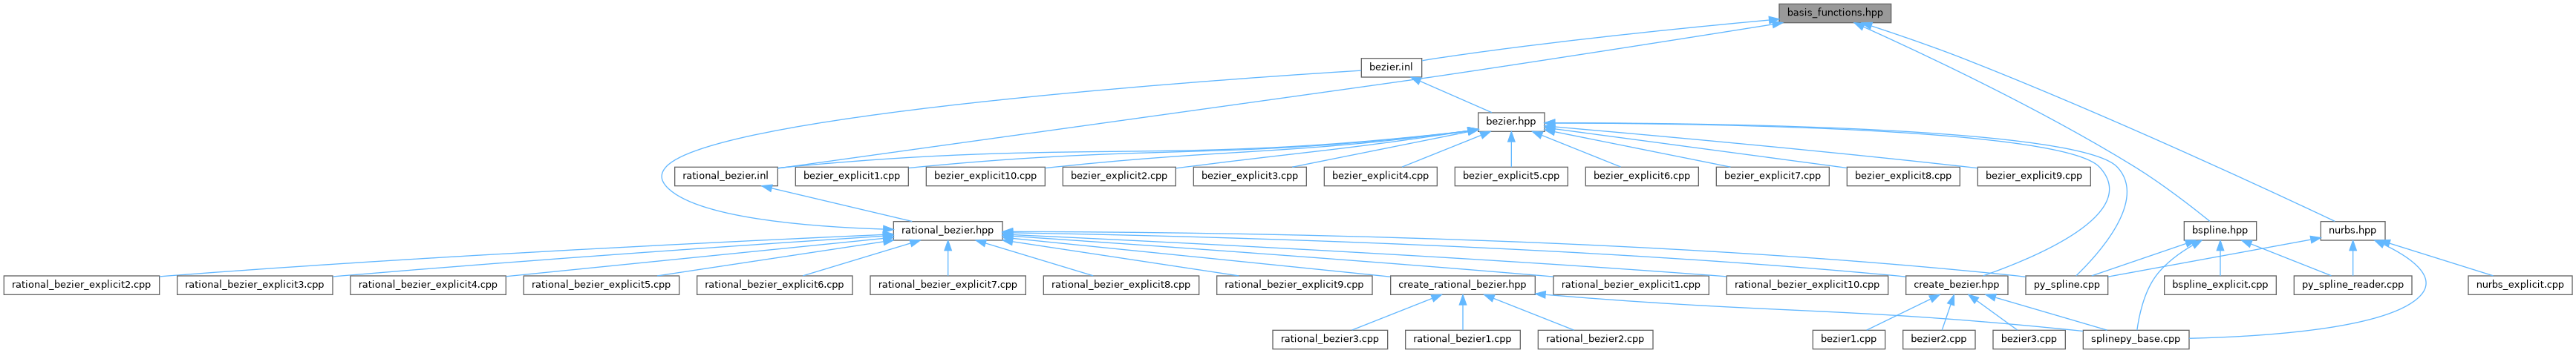 basis_functions.hpp
bezier.inl
bezier.hpp
rational_bezier.inl
bezier_explicit1.cpp
bezier_explicit10.cpp
bezier_explicit2.cpp
bezier_explicit3.cpp
bezier_explicit4.cpp
bezier_explicit5.cpp
bezier_explicit6.cpp
bezier_explicit7.cpp
bezier_explicit8.cpp
bezier_explicit9.cpp
rational_bezier.hpp
bspline.hpp
nurbs.hpp
rational_bezier_explicit2.cpp
rational_bezier_explicit3.cpp
rational_bezier_explicit4.cpp
rational_bezier_explicit5.cpp
rational_bezier_explicit6.cpp
rational_bezier_explicit7.cpp
rational_bezier_explicit8.cpp
rational_bezier_explicit9.cpp
create_rational_bezier.hpp
rational_bezier_explicit1.cpp
rational_bezier_explicit10.cpp
create_bezier.hpp
py_spline.cpp
bspline_explicit.cpp
py_spline_reader.cpp
nurbs_explicit.cpp
rational_bezier3.cpp
rational_bezier1.cpp
rational_bezier2.cpp
bezier1.cpp
bezier2.cpp
bezier3.cpp
splinepy_base.cpp